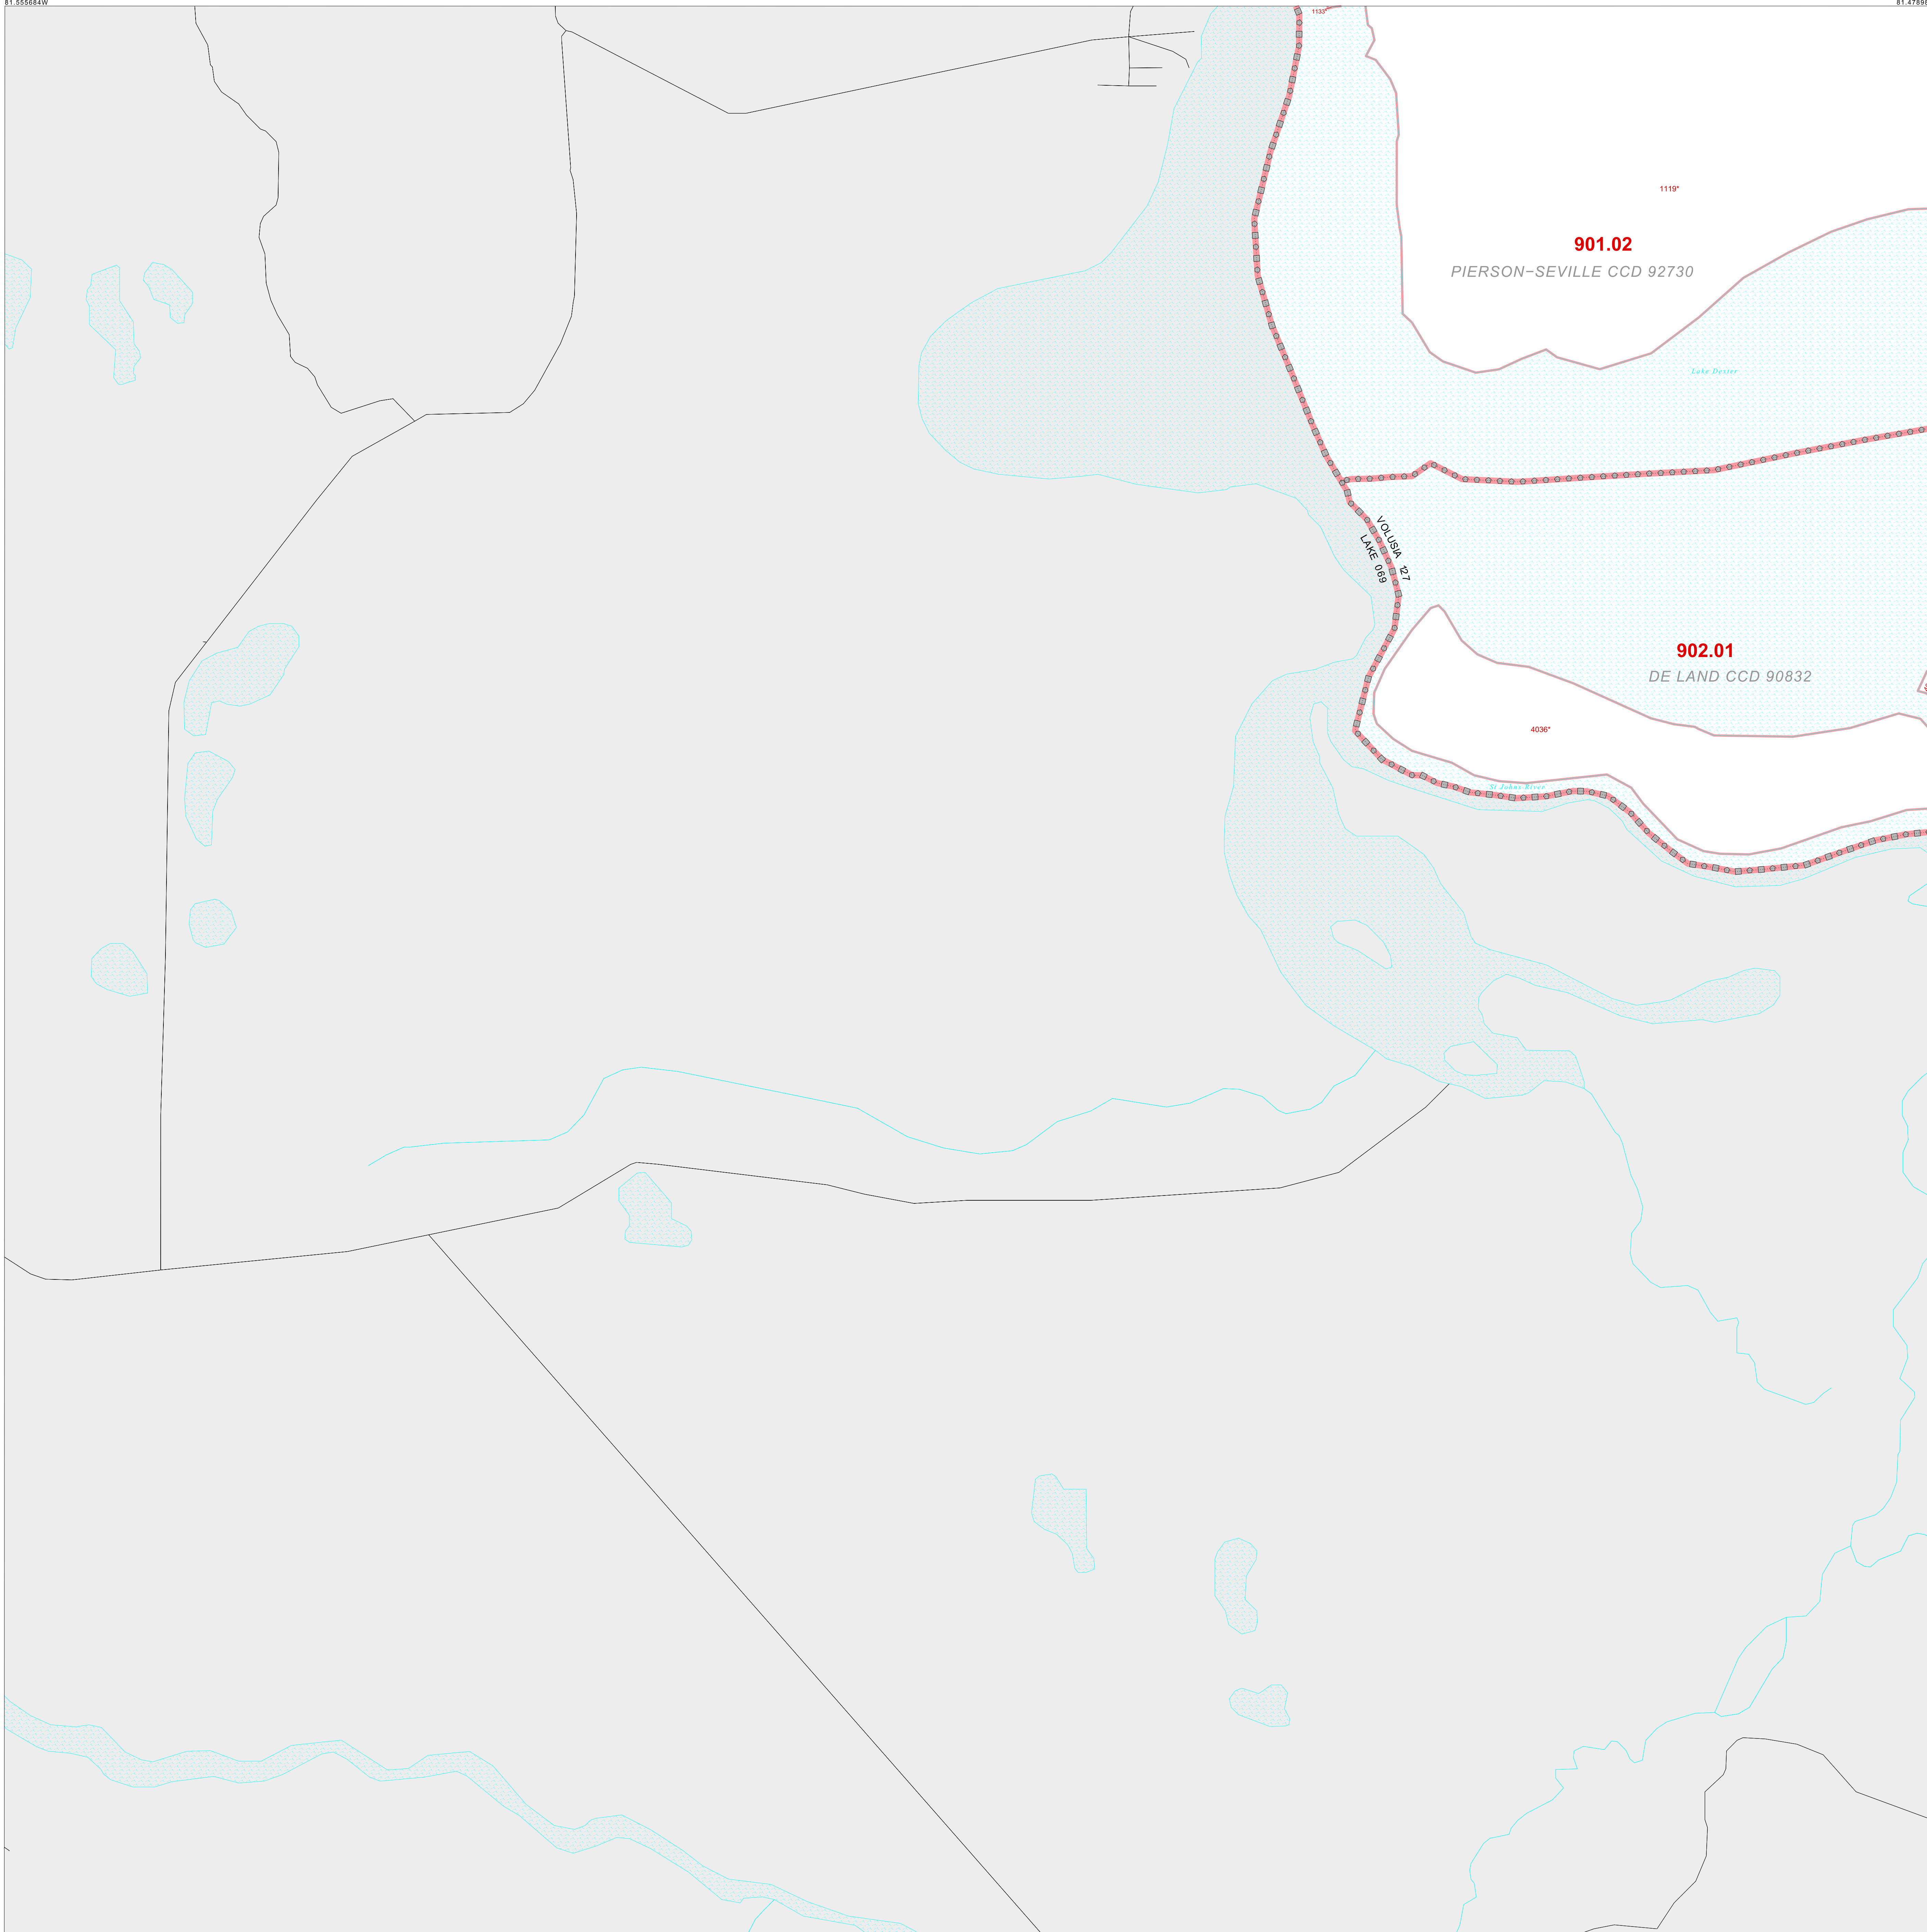 81.555684W
81.47898
1133*
1119*
901.02
PIERSON−SEVILLE CCD 92730
Lake Dexter
VOLUSIA 127
LAKE 069
902.01
DE LAND CCD 90832
4036*
St Johns River